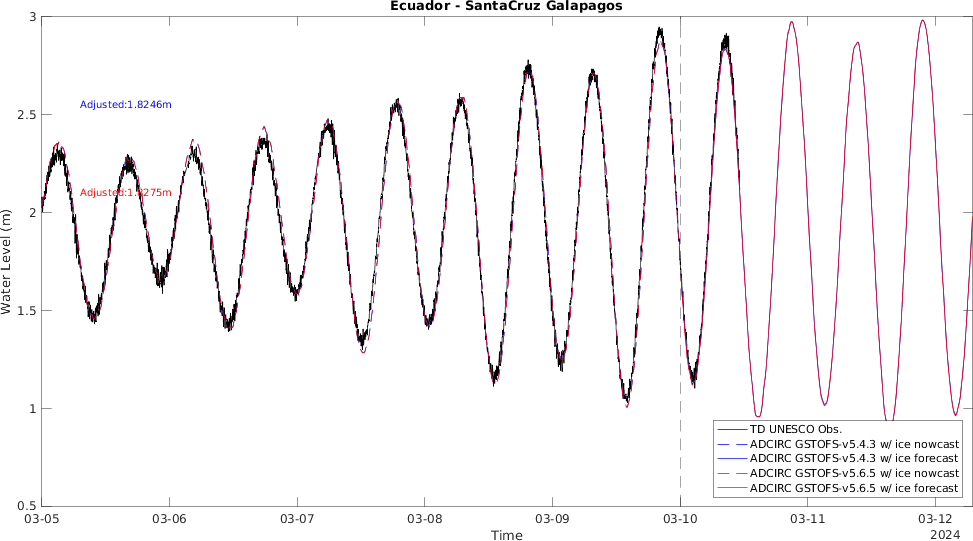 Ecuador - SantaCruz Galapagos
3
2.5
2
1.5
1
0.5
Water Level (m)
Adjusted:1.8246m
Adjusted:1.8275m
TD UNESCO Obs.
ADCIRC GSTOFS-v5.4.3 w/ ice nowcast
ADCIRC GSTOFS-v5.4.3 w/ ice forecast
ADCIRC GSTOFS-v5.6.5 w/ ice nowcast
ADCIRC GSTOFS-v5.6.5 w/ ice forecast
03-05 03-06 03-07 03-08 03-09 03-10 03-11 03-12
Time
2024